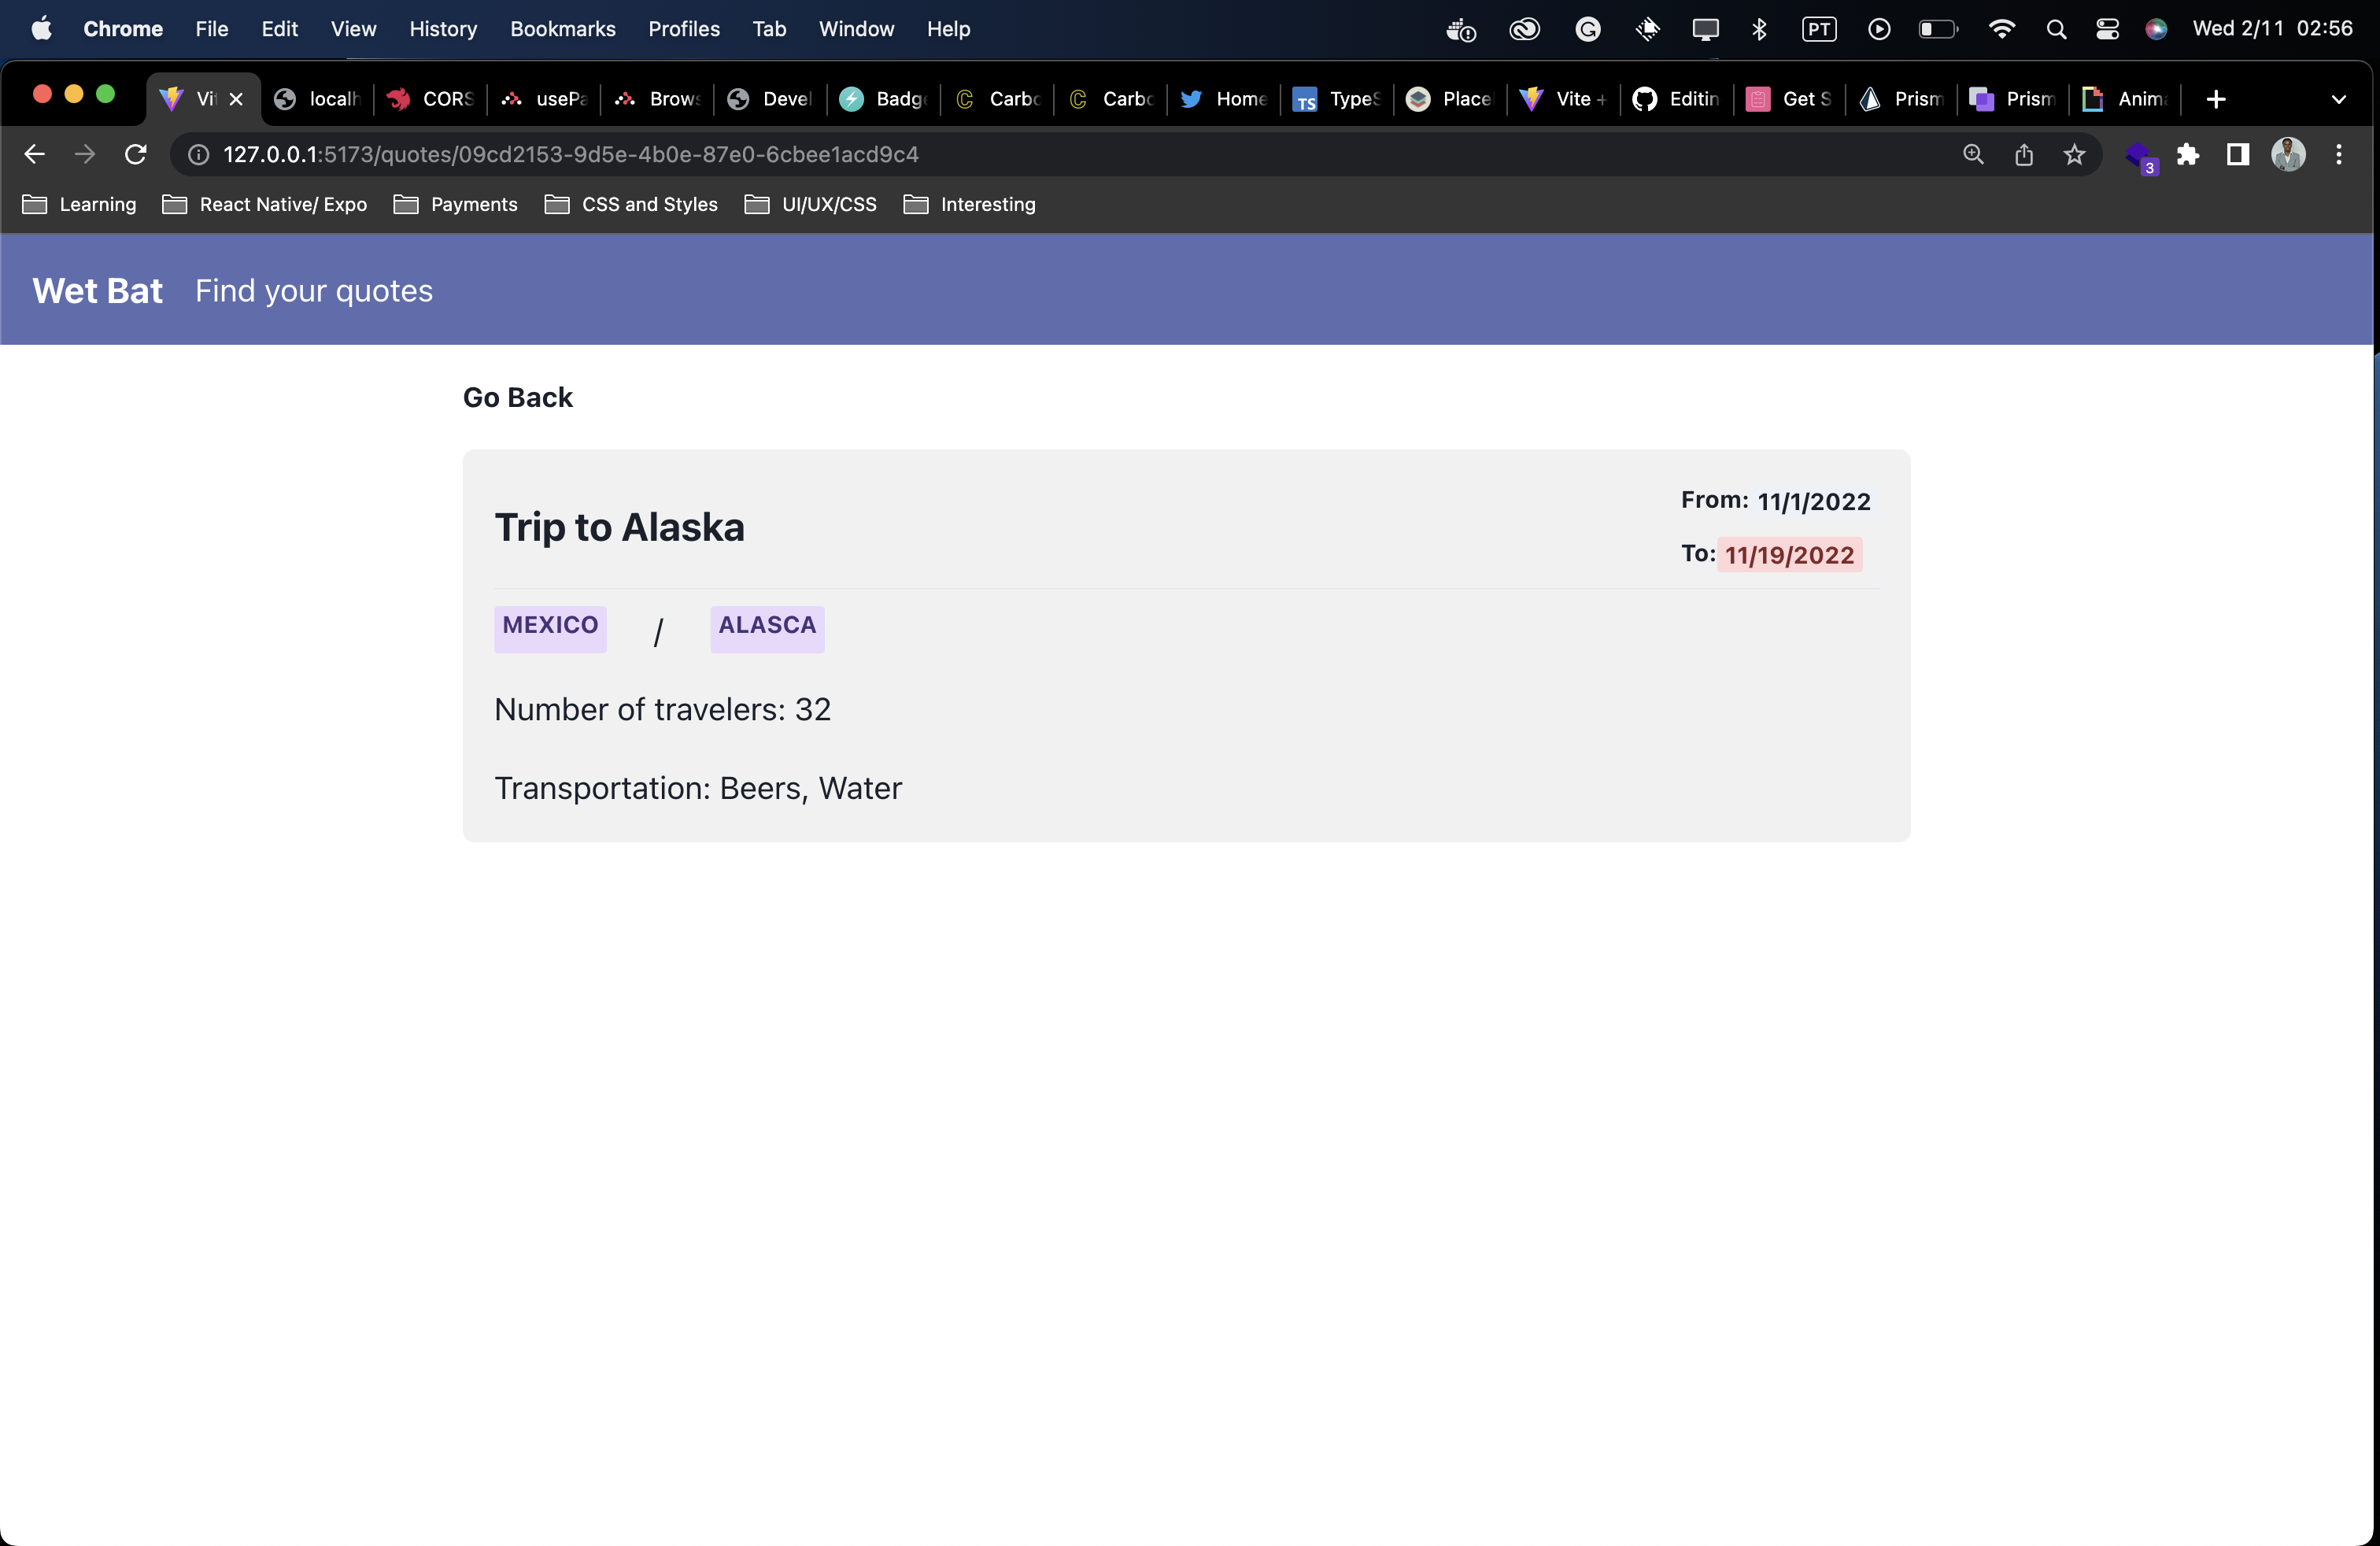 Chrome File Edit View History Bookmarks Profiles Tab Window Help PT Wed 2/11 02:56
Vi localh CORS usePa Brows Devel Badge Carbo Carbo Home TS TypeS Place Vite + Editin Get S Prism Prism Anima
127.0.0.1:5173/quotes/09cd2153-9d5e-4b0e-87e0-6cbee1acd9c4 3
Learning React Native/ Expo Payments CSS and Styles UI/UX/CSS Interesting
Wet Bat Find your quotes
Go Back
From: 11/1/2022
Trip to Alaska
To: 11/19/2022
MEXICO / ALASCA
Number of travelers: 32
Transportation: Beers, Water